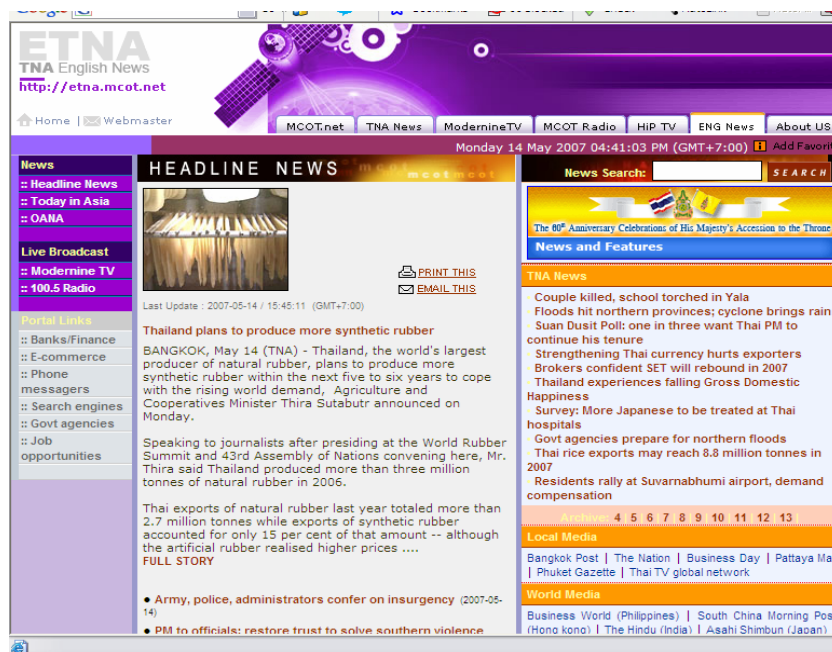 ETNA
TNA English News
http://etna.mcot.net
Home | Webmaster
MCOT.net TNA News ModernineTV MCOT Radio HiP TV ENG News About US
Monday 14 May 2007 04:41:03 PM (GMT+7:00) Add Favori
News
:: Headline News
:: Today in Asia
:: OANA
Live Broadcast
:: Modernine TV
:: 100.5 Radio
Portal Links
:: Banks/Finance
:: E-commerce
:: Phone
messagers
:: Search engines
:: Govt agencies
:: Job
opportunities
HEADLINE NEWS
mcot mcot
PRINT THIS
EMAIL THIS
Last Update : 2007-05-14 / 15:45:11 (GMT+7:00)
Thailand plans to produce more synthetic rubber
BANGKOK, May 14 (TNA) - Thailand, the world's largest
producer of natural rubber, plans to produce more
synthetic rubber within the next five to six years to cope
with the rising world demand, Agriculture and
Cooperatives Minister Thira Sutabutr announced on
Monday.
Speaking to journalists after presiding at the World Rubber
Summit and 43rd Assembly of Nations convening here, Mr.
Thira said Thailand produced more than three million
tonnes of natural rubber in 2006.
Thai exports of natural rubber last year totaled more than
2.7 million tonnes while exports of synthetic rubber
accounted for only 15 per cent of that amount -- although
the artificial rubber realised higher prices ....
FULL STORY
• Army, police, administrators confer on insurgency (2007-05-
14)
• PM to officials: restore trust to solve southern violence
News Search: SEARCH
The 60th Anniversary Celebrations of His Majesty's Accession to the Throne
News and Features
TNA News
Couple killed, school torched in Yala
Floods hit northern provinces; cyclone brings rain
Suan Dusit Poll: one in three want Thai PM to
continue his tenure
Strengthening Thai currency hurts exporters
Brokers confident SET will rebound in 2007
Thailand experiences falling Gross Domestic
Happiness
Survey: More Japanese to be treated at Thai
hospitals
Govt agencies prepare for northern floods
Thai rice exports may reach 8.8 million tonnes in
2007
Residents rally at Suvarnabhumi airport, demand
compensation
Archive: 4 | 5 | 6 | 7 | 8 | 9 | 10 | 11 | 12 | 13 |
Local Media
Bangkok Post | The Nation | Business Day | Pattaya Ma
| Phuket Gazette | Thai TV global network
World Media
Business World (Philippines) | South China Morning Pos
(Hong kong) | The Hindu (India) | Asahi Shimbun (Japan)